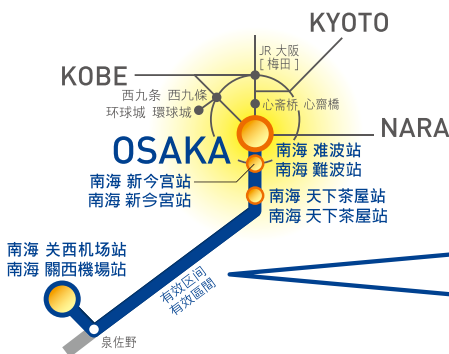 KYOTO
JR 大阪
[ 梅田 ]
KOBE
西九条 西九條
环球城 環球城
心斋桥 心齋橋
NARA
OSAKA
南海 难波站
南海 難波站
南海 新今宫站
南海 新今宮站
南海 天下茶屋站
南海 天下茶屋站
南海 关西机场站
南海 關西機場站
有效区间
有效區間
泉佐野